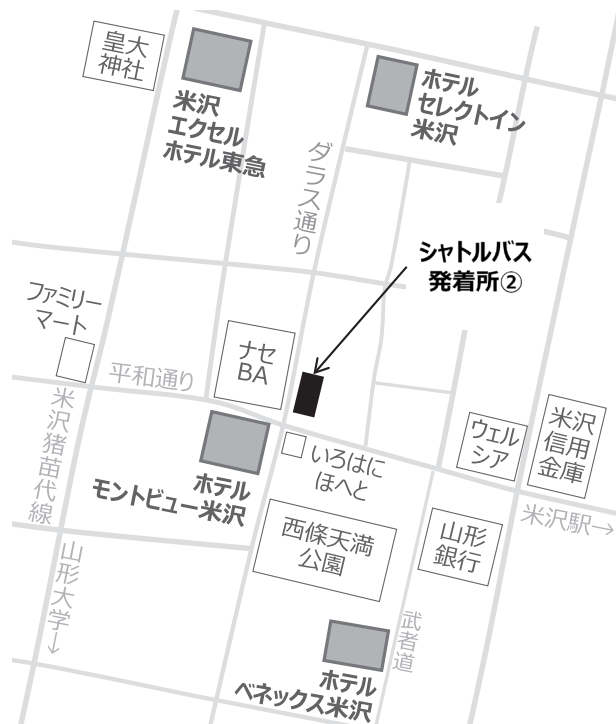 皇大
神社
米沢
エクセル
ホテル東急
ホテル
セレクトイン
米沢
ダラス通り
シャトルバス
発着所②
ファミリー
マート
ナセ
BA
平和通り
米沢猪苗代線
ホテル
モントビュー米沢
いろはに
ほへと
ウェル
シア
米沢
信用
金庫
米沢駅→
西條天満
公園
山形
銀行
山形大学→
武者道
ホテル
ベネックス米沢